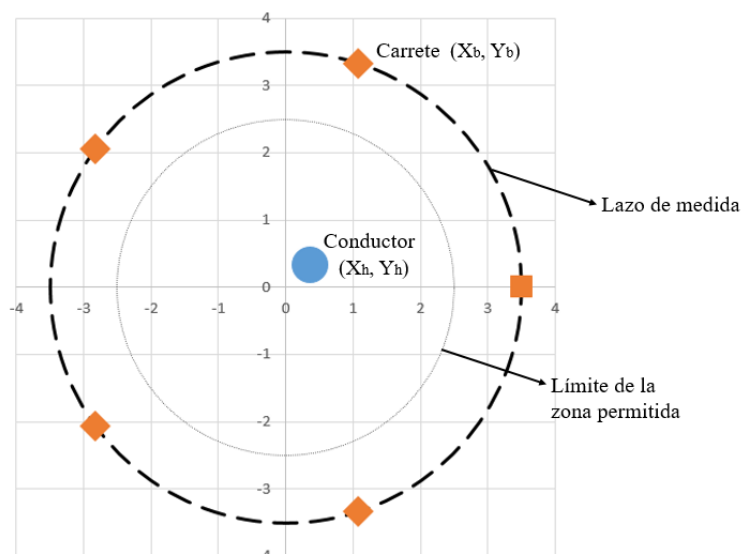 4
Carrete (Xb, Yb)
3
2
Lazo de medida
1
Conductor
(Xh, Yh)
0
-4 -3 -2 -1 0 1 2 3 4
-1
Límite de la
zona permitida
-2
-3
-4